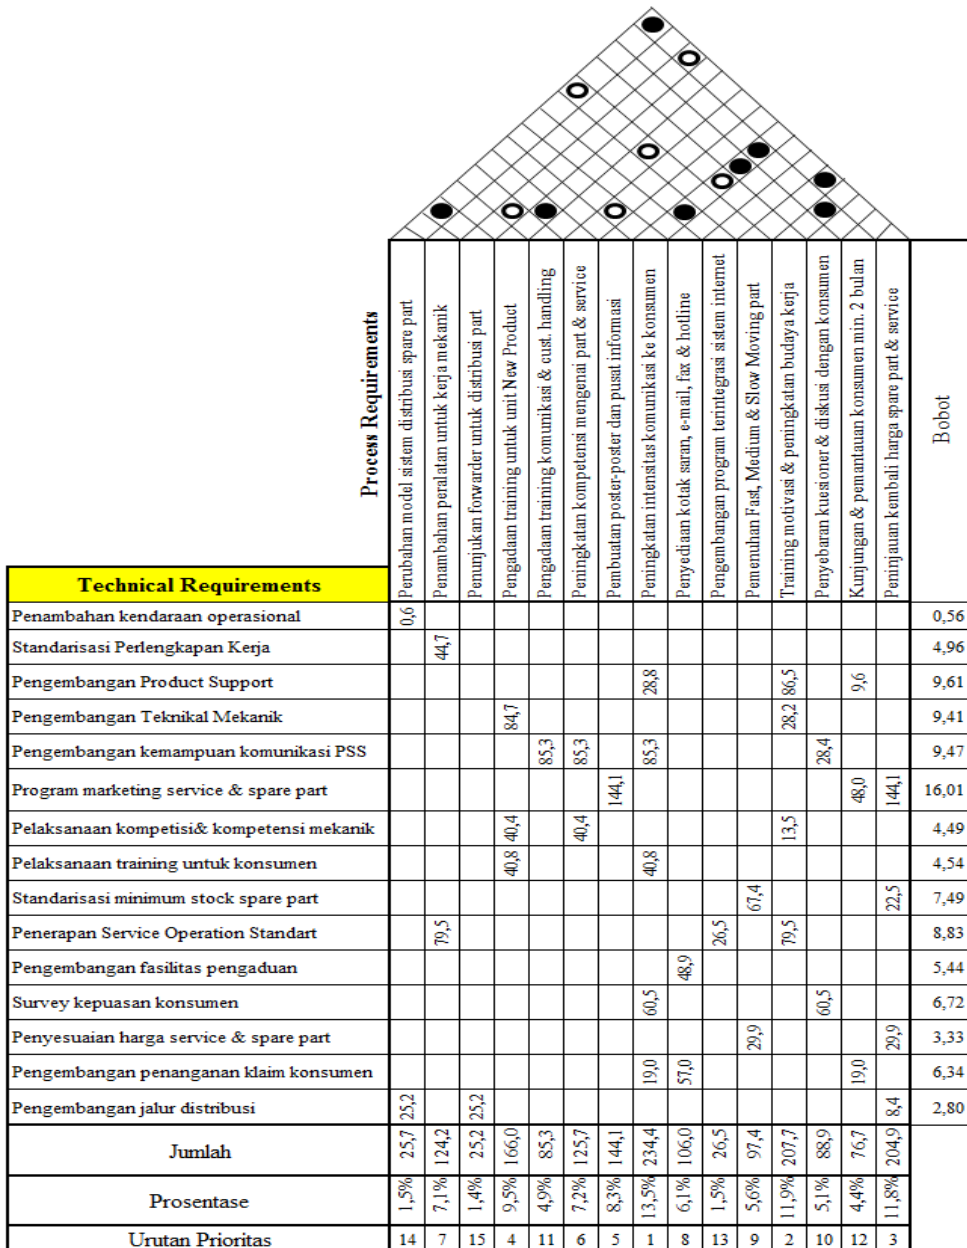 Process Requirements
Perubahan model sistem distribusi spare part
Penambahan peralatan untuk kerja mekanik
Penunjukan forwarder untuk distribusi part
Pengadaan training untuk unit New Product
Pengadaan training komunikasi & cust. handling
Peningkatan kompetensi mengenai part & service
Pembuatan poster-poster dan pusat informasi
Peningkatan intensitas komunikasi ke konsumen
Penyediaan kotak saran, e-mail, fax & hotline
Pengembangan program terintegrasi sistem internet
Pemenuhan Fast, Medium & Slow Moving part
Training motivasi & peningkatan budaya kerja
Penyebaran kuesioner & diskusi dengan konsumen
Kunjungan & pemantauan konsumen min. 2 bulan
Peninjauan kembali harga spare part & service
Bobot
Technical Requirements
Penambahan kendaraan operasional 0,6 0,56
Standarisasi Perlengkapan Kerja 44,7 4,96
Pengembangan Product Support 28,8 86,5 9,6 9,61
Pengembangan Teknikal Mekanik 84,7 28,2 9,41
Pengembangan kemampuan komunikasi PSS 85,3 85,3 85,3 28,4 9,47
Program marketing service & spare part 144,1 48,0 144,1 16,01
Pelaksanaan kompetisi& kompetensi mekanik 40,4 40,4 13,5 4,49
Pelaksanaan training untuk konsumen 40,8 40,8 4,54
Standarisasi minimum stock spare part 67,4 22,5 7,49
Penerapan Service Operation Standart 79,5 26,5 79,5 8,83
Pengembangan fasilitas pengaduan 48,9 5,44
Survey kepuasan konsumen 60,5 60,5 6,72
Penyesuaian harga service & spare part 29,9 29,9 3,33
Pengembangan penanganan klaim konsumen 19,0 57,0 19,0 6,34
Pengembangan jalur distribusi 25,2 25,2 8,4 2,80
Jumlah 25,7 124,2 25,2 166,0 85,3 125,7 144,1 234,4 106,0 26,5 97,4 207,7 88,9 76,7 204,9
Prosentase 1,5% 7,1% 1,4% 9,5% 4,9% 7,2% 8,3% 13,5% 6,1% 1,5% 5,6% 11,9% 5,1% 4,4% 11,8%
Urutan Prioritas 14 7 15 4 11 6 5 1 8 13 9 2 10 12 3